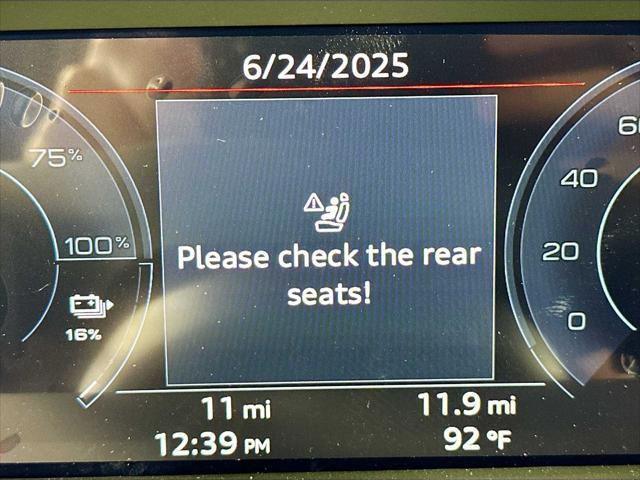 6/24/2025
75%
60
40
Please check the rear
seats!
100%
20
16%
0
11 mi
11.9 mi
12:39 PM
92 °F